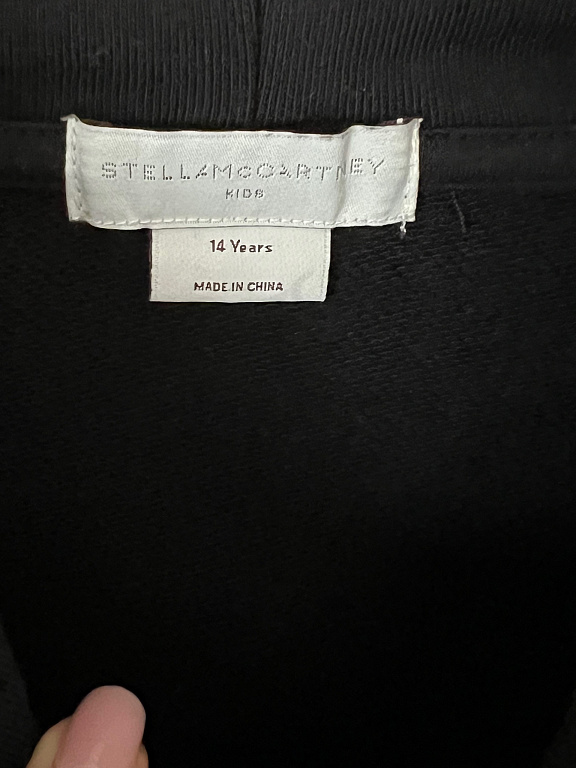 STELLAMcCARTNEY
KIDS
14 Years
MADE IN CHINA